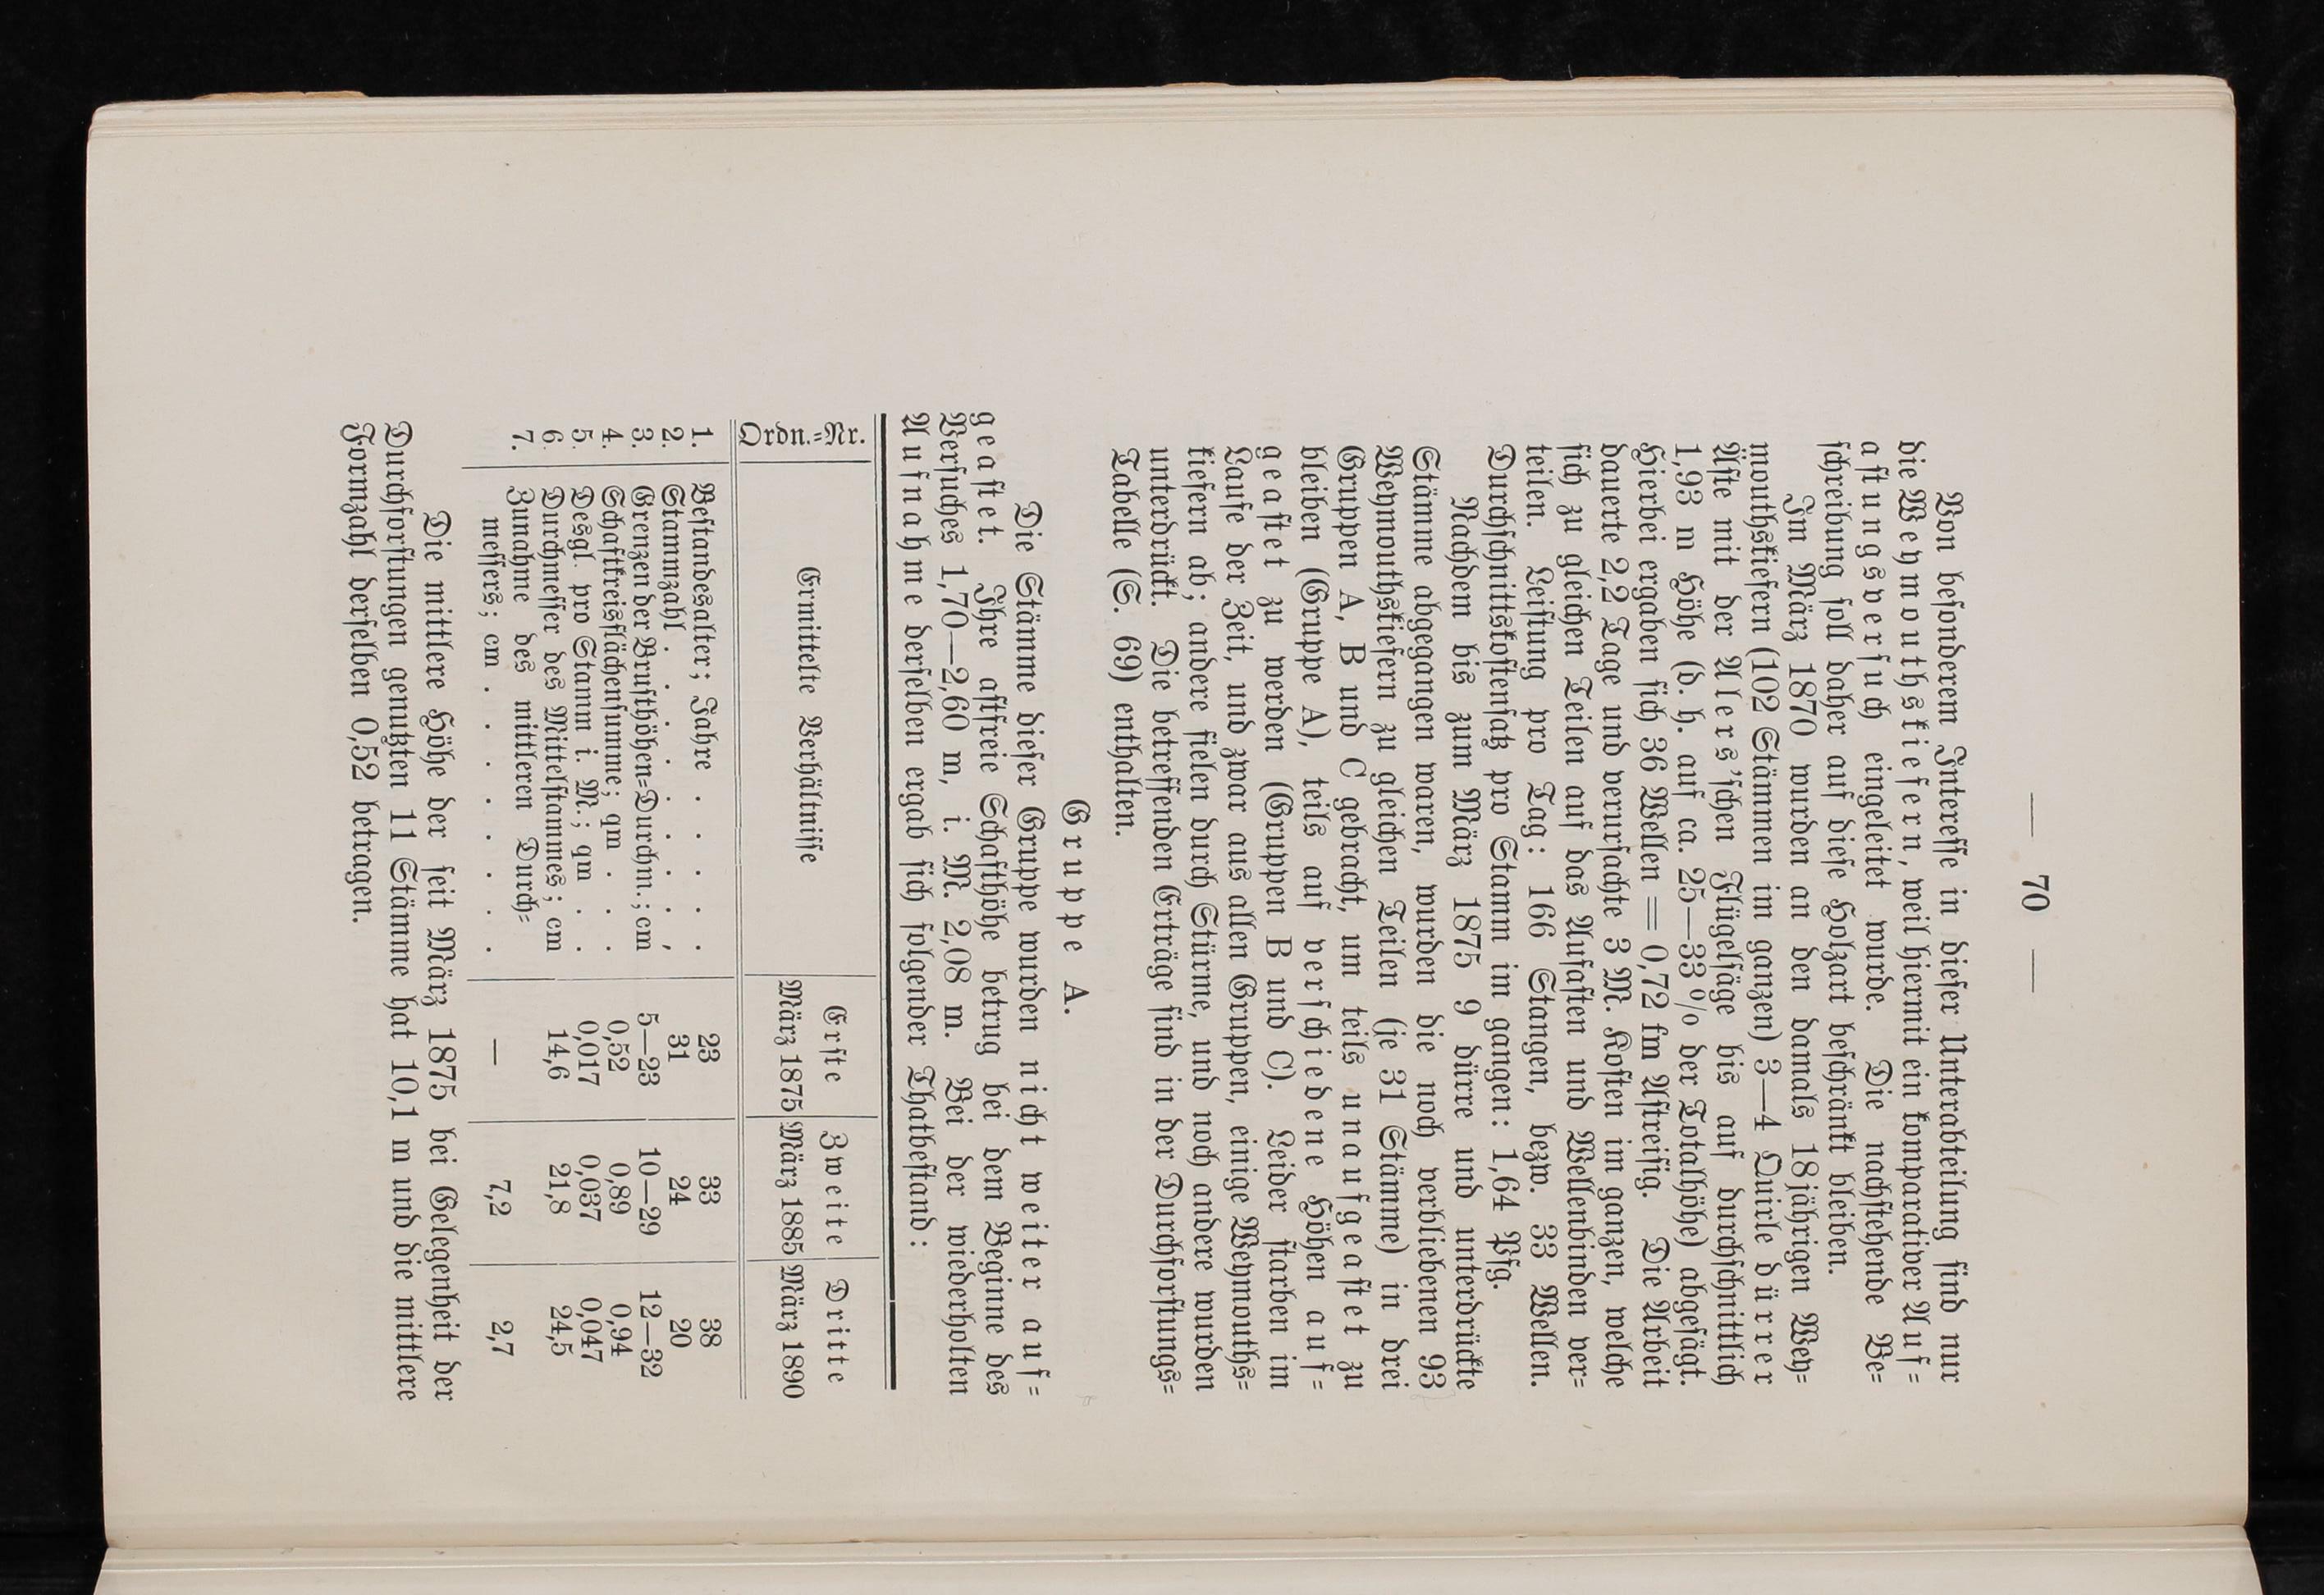 — 70 —
Von besonderem Interesse in dieser Unterabteilung sind nur
die Weymouthskiefern, weil hiermit ein komparativer Auf=
astungsversuch eingeleitet wurde. Die nachstehende Be=
schreibung soll daher auf diese Holzart beschränkt bleiben.
Im März 1870 wurden an den damals 18jährigen Wey=
mouthskiefern (102 Stämmen im ganzen) 3—4 Quirle dürrer
Äste mit der Alers'schen Flügelsäge bis auf durchschnittlich
1,93 m Höhe (d. h. auf ca. 25—33% der Totalhöhe) abgesägt.
Hierbei ergaben sich 36 Wellen = 0,72 fm Astreisig. Die Arbeit
dauerte 2,2 Tage und verursachte 3 M. Kosten im ganzen, welche
sich zu gleichen Teilen auf das Aufasten und Wellenbinden ver=
teilen. Leistung pro Tag: 166 Stangen, bezw. 33 Wellen.
Durchschnittskostensatz pro Stamm im gangen: 1,64 Pfg.
Nachdem bis zum März 1875 9 dürre und unterdrückte
Stämme abgegangen waren, wurden die noch verbliebenen 93
Weymouthskiefern zu gleichen Teilen (je 31 Stämme) in drei
Gruppen A, B und C gebracht, um teils unaufgeastet zu
bleiben (Gruppe A), teils auf verschiedene Höhen auf=
geastet zu werden (Gruppen B und C). Leider starben im
Laufe der Zeit, und zwar aus allen Gruppen, einige Weymouths=
kiefern ab; andere fielen durch Stürme, und noch andere wurden
unterdrückt. Die betreffenden Erträge sind in der Durchforstungs=
Tabelle (S. 69) enthalten.
Gruppe A.
Die Stämme dieser Gruppe wurden nicht weiter auf=
geastet. Ihre astfreie Schafthöhe betrug bei dem Beginne des
Versuches 1,70—2,60 m, i. M. 2,08 m. Bei der wiederholten
Aufnahme derselben ergab sich folgender Thatbestand:
Ordn.=Nr. Ermittelte Verhältnisse Erste März 1875 Zweite März 1885 Dritte März 1890
1. Bestandesalter; Jahre . . . . . 23 33 38
2. Stammzahl . . . . . . . . , 31 24 20
3. Grenzen der Brusthöhen=Durchm.; cm 5—23 10—29 12—32
4. Schaftkreisflächensumme; qm . . . 0,52 0,89 0,94
5. Desgl. pro Stamm i. M.; qm . . 0,017 0,037 0,047
6 Durchmesser des Mittelstammes; cm 14,6 21,8 24,5
7. Zunahme des mittleren Durch=
messers; cm . . . . . . . . — 7,2 2,7
Die mittlere Höhe der seit März 1875 bei Gelegenheit der
Durchforstungen genutzten 11 Stämme hat 10,1 m und die mittlere
Formzahl derselben 0,52 betragen.